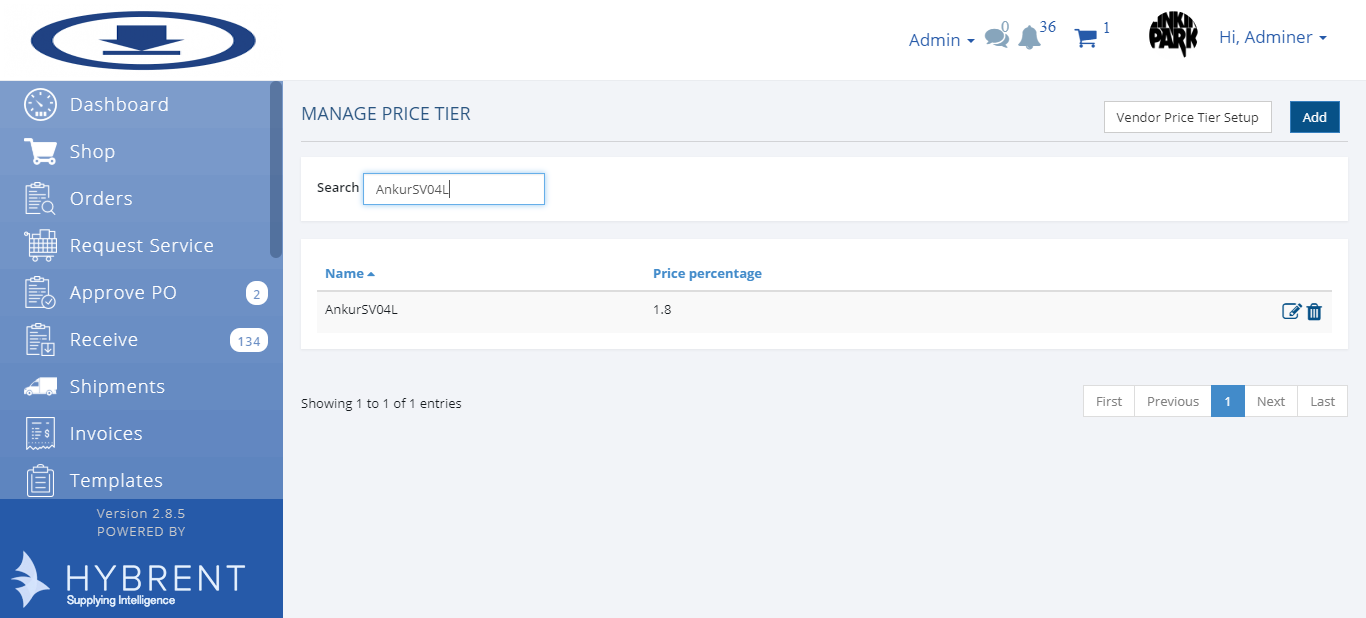 Admin
0
36
1
LINKIN
PARK
Hi, Adminer
Dashboard
Shop
Orders
Request Service
Approve PO 2
Receive 134
Shipments
Invoices
Templates
Version 2.8.5
POWERED BY
HYBRENT
Supplying Intelligence
MANAGE PRICE TIER
Vendor Price Tier Setup
Add
Search AnkurSV04L
Name Price percentage
AnkurSV04L 1.8
Showing 1 to 1 of 1 entries
First Previous 1 Next Last